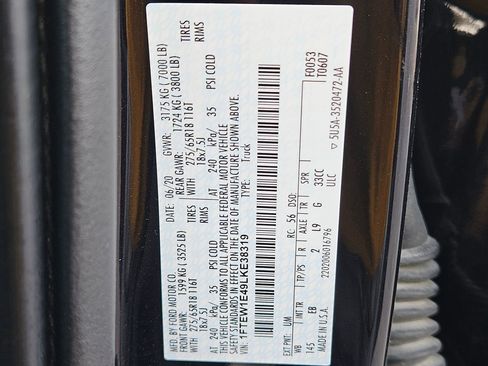 MFD. BY FORD MOTOR CO.
DATE: 06/20 GVWR: 3175 KG ( 7000 LB)
FRONT GAWR: 1599 KG (3525 LB) REAR GAWR: 1724 KG ( 3800 LB)
275/65R18 116T TIRES WITH 275/65R18 116T TIRES
18x7.5J RIMS 18x7.5J RIMS
AT 240 kPa/ 35 PSI COLD AT 240 kPa/ 35 PSI COLD
THIS VEHICLE CONFORMS TO ALL APPLICABLE FEDERAL MOTOR VEHICLE
SAFETY STANDARDS IN EFFECT ON THE DATE OF MANUFACTURE SHOWN ABOVE.
VIN: 1FTEW1E49LKE38319
TYPE: Truck
F0053
T0607
EXT PNT: UM RC: 56 DSO:
WB INT TR TP/PS R AXLE TR SPR
145 EB 2 L9 G 33CC
ULC
MADE IN U.S.A. 2202006016796
▽ 5U5A-3520472-AA